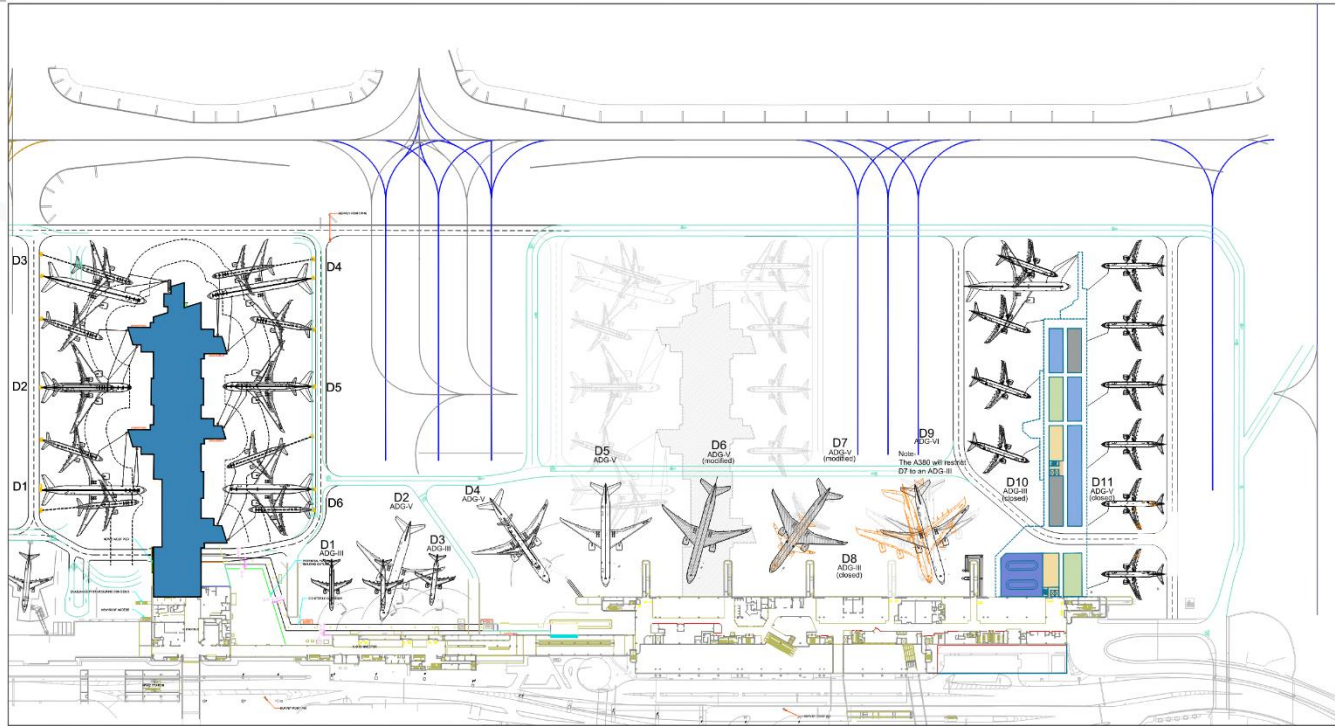 D3
D4
D2
D5
D1
D6
D1
ADG-III
D2
ADG-V
D3
ADG-III
D4
ADG-V
D5
ADG-V
D6
ADG-V
(modified)
D7
ADG-V
(modified)
D8
ADG-III
(closed)
D9
ADG-VI
Note-
The A380 will restrict
D7 to an ADG-III
D10
ADG-III
(closed)
D11
ADG-V
(closed)